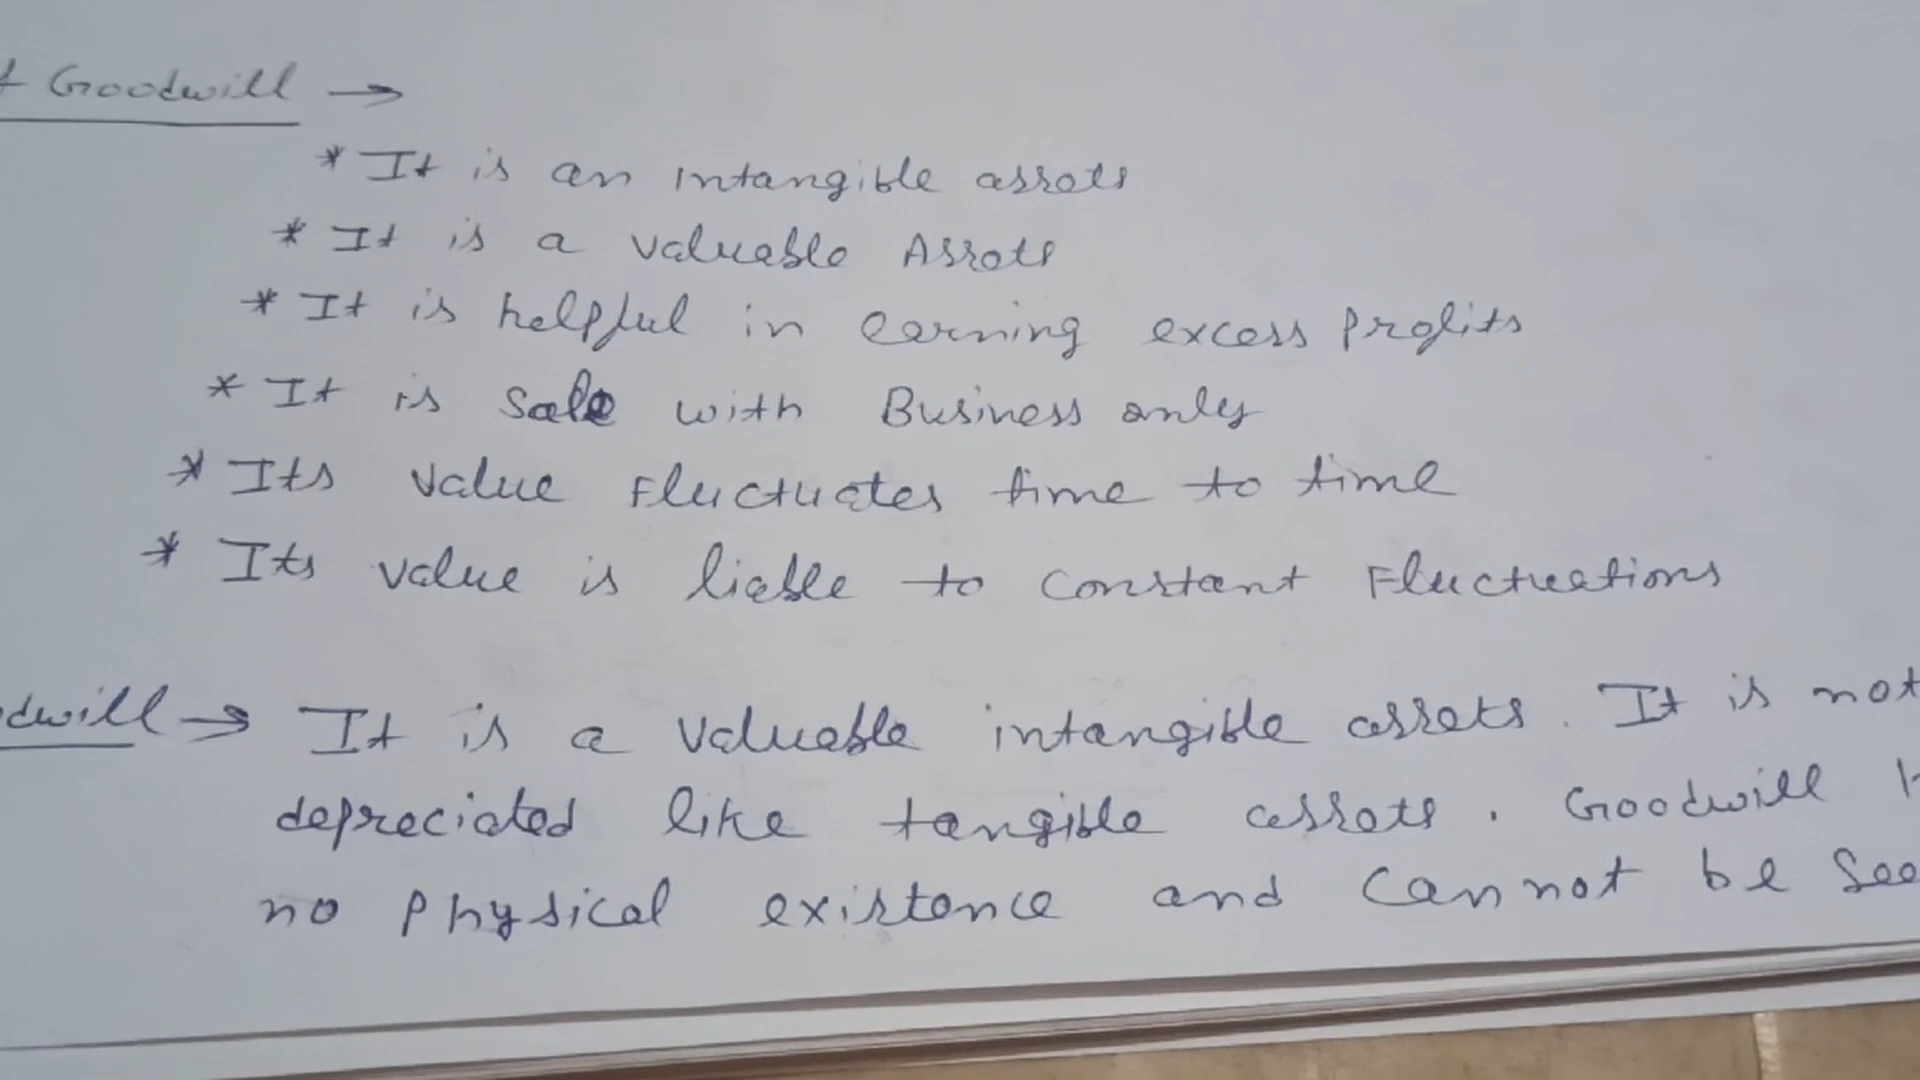 Goodwill →
* It is an intangible assets
* It is a valuable Assets
* It is helpful in earning excess profits
* It is Sale with Business only
* Its value Fluctuates time to time
* Its value is liable to constant Fluctuations
dwill → It is a valuable intangible assets. It is not
depreciated like tangible assets. Goodwill
no physical existence and cannot be See